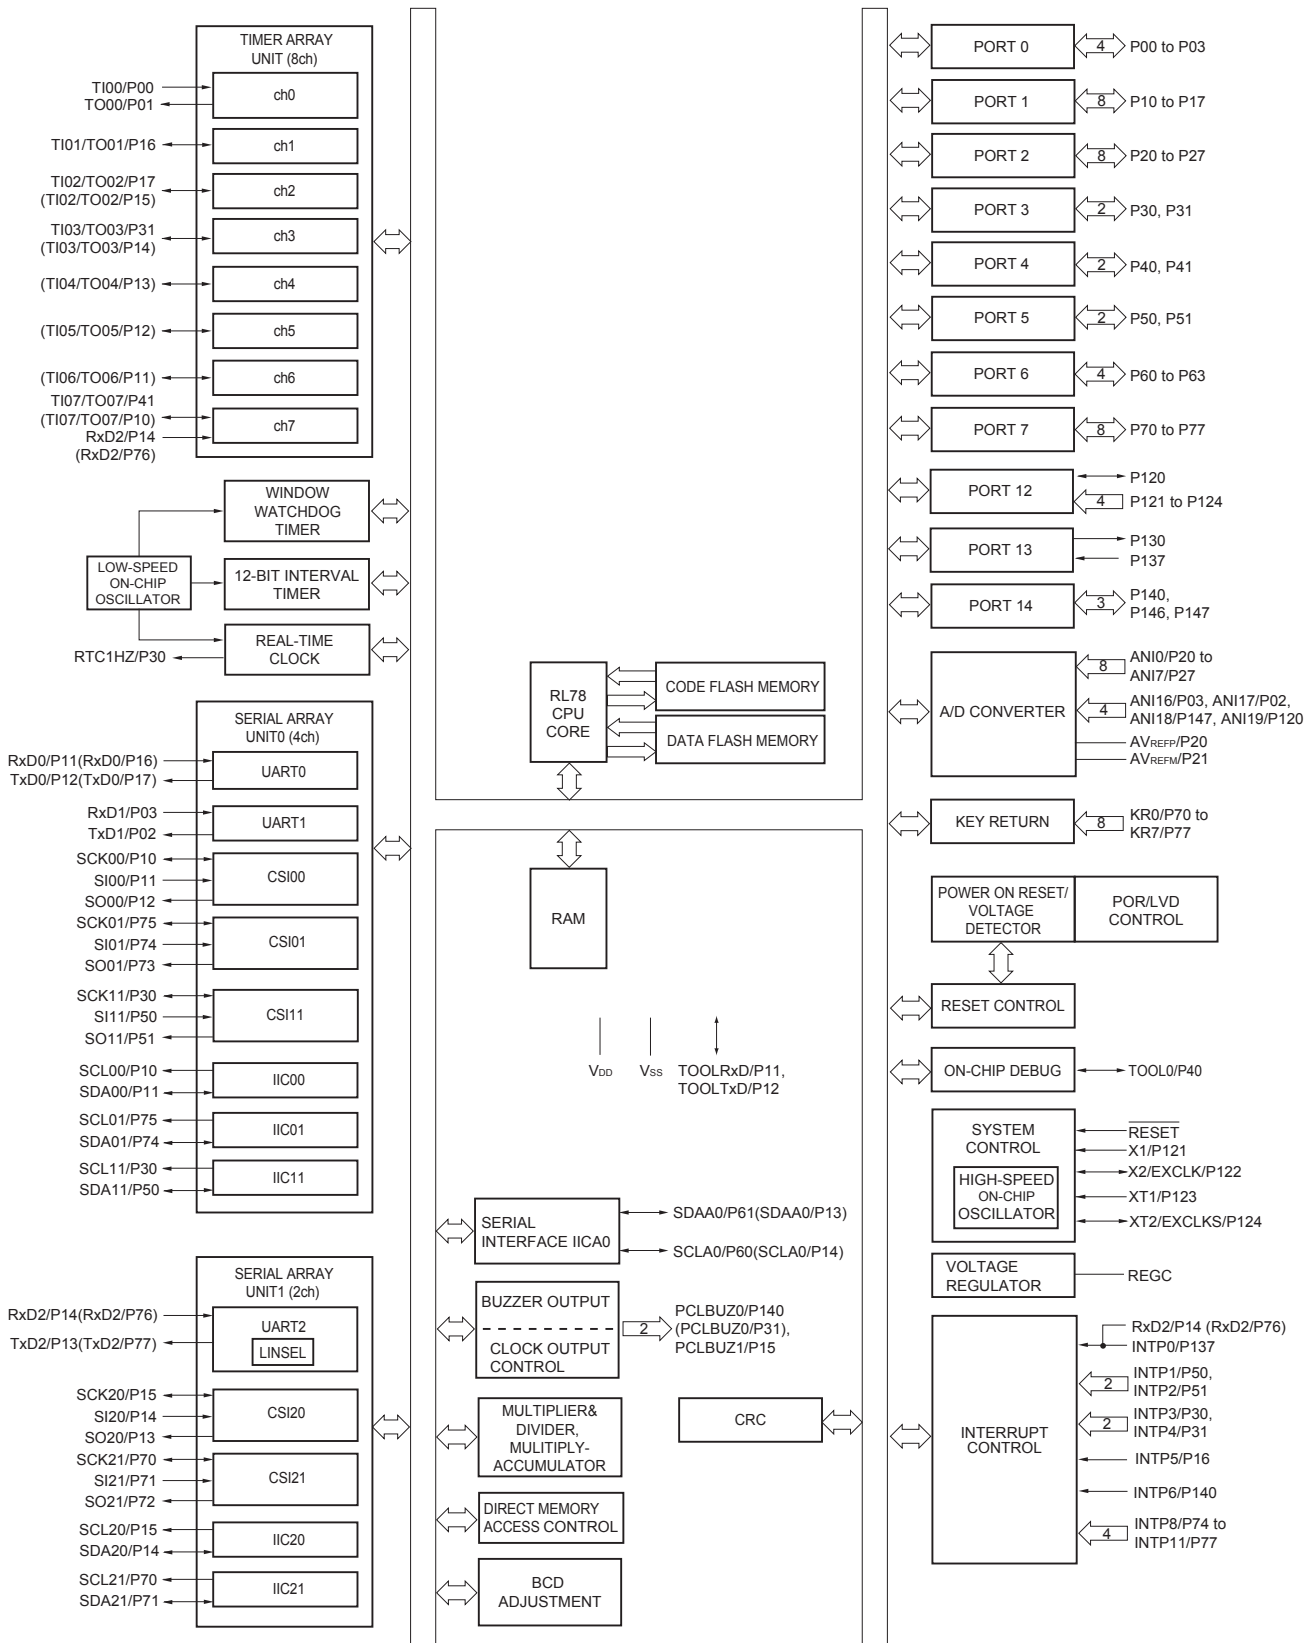 TIMER ARRAY
UNIT (8ch)
TI00/P00
TO00/P01
ch0
TI01/TO01/P16
ch1
TI02/TO02/P17
(TI02/TO02/P15)
ch2
TI03/TO03/P31
(TI03/TO03/P14)
ch3
(TI04/TO04/P13)
ch4
(TI05/TO05/P12)
ch5
(TI06/TO06/P11)
ch6
TI07/TO07/P41
(TI07/TO07/P10)
RxD2/P14
(RxD2/P76)
ch7
WINDOW
WATCHDOG
TIMER
LOW-SPEED
ON-CHIP
OSCILLATOR
12-BIT INTERVAL
TIMER
REAL-TIME
CLOCK
RTC1HZ/P30
SERIAL ARRAY
UNIT0 (4ch)
RxD0/P11(RxD0/P16)
TxD0/P12(TxD0/P17)
UART0
RxD1/P03
TxD1/P02
UART1
SCK00/P10
SI00/P11
SO00/P12
CSI00
SCK01/P75
SI01/P74
SO01/P73
CSI01
SCK11/P30
SI11/P50
SO11/P51
CSI11
SCL00/P10
SDA00/P11
IIC00
SCL01/P75
SDA01/P74
IIC01
SCL11/P30
SDA11/P50
IIC11
SERIAL ARRAY
UNIT1 (2ch)
RxD2/P14(RxD2/P76)
TxD2/P13(TxD2/P77)
UART2
LINSEL
SCK20/P15
SI20/P14
SO20/P13
CSI20
SCK21/P70
SI21/P71
SO21/P72
CSI21
SCL20/P15
SDA20/P14
IIC20
SCL21/P70
SDA21/P71
IIC21
RL78
CPU
CORE
CODE FLASH MEMORY
DATA FLASH MEMORY
RAM
VDD
VSS
TOOLRxD/P11,
TOOLTxD/P12
SERIAL
INTERFACE IICA0
SDAA0/P61(SDAA0/P13)
SCLA0/P60(SCLA0/P14)
BUZZER OUTPUT
CLOCK OUTPUT
CONTROL
2
PCLBUZ0/P140
(PCLBUZ0/P31),
PCLBUZ1/P15
MULTIPLIER&
DIVIDER,
MULITIPLY-
ACCUMULATOR
CRC
DIRECT MEMORY
ACCESS CONTROL
BCD
ADJUSTMENT
PORT 0
4
P00 to P03
PORT 1
8
P10 to P17
PORT 2
8
P20 to P27
PORT 3
2
P30, P31
PORT 4
2
P40, P41
PORT 5
2
P50, P51
PORT 6
4
P60 to P63
PORT 7
8
P70 to P77
PORT 12
P120
4
P121 to P124
PORT 13
P130
P137
PORT 14
3
P140,
P146, P147
A/D CONVERTER
8
ANI0/P20 to
ANI7/P27
4
ANI16/P03, ANI17/P02,
ANI18/P147, ANI19/P120
AVREFP/P20
AVREFM/P21
KEY RETURN
8
KR0/P70 to
KR7/P77
POWER ON RESET/
VOLTAGE
DETECTOR
POR/LVD
CONTROL
RESET CONTROL
ON-CHIP DEBUG
TOOL0/P40
SYSTEM
CONTROL
HIGH-SPEED
ON-CHIP
OSCILLATOR
RESET
X1/P121
X2/EXCLK/P122
XT1/P123
XT2/EXCLKS/P124
VOLTAGE
REGULATOR
REGC
INTERRUPT
CONTROL
RxD2/P14 (RxD2/P76)
INTP0/P137
2
INTP1/P50,
INTP2/P51
2
INTP3/P30,
INTP4/P31
INTP5/P16
INTP6/P140
4
INTP8/P74 to
INTP11/P77